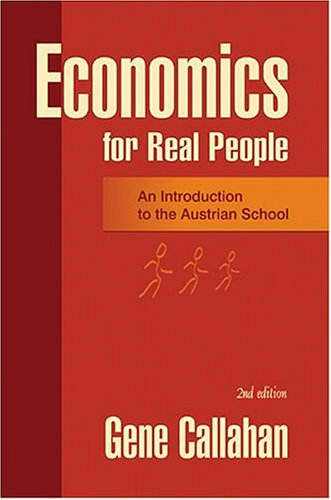 Economics
for Real People
An Introduction
to the Austrian School
2nd edition
Gene Callahan